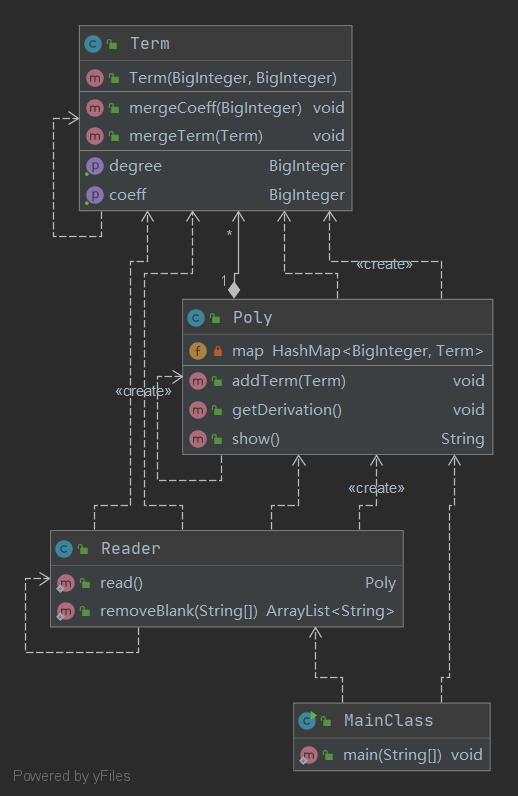 Term
Term(BigInteger, BigInteger)
mergeCoeff(BigInteger) void
mergeTerm(Term) void
degree BigInteger
coeff BigInteger
*
«create»
1
Poly
map HashMap<BigInteger, Term>
addTerm(Term) void
«create»
getDerivation() void
show() String
«create»
Reader
read() Poly
removeBlank(String[]) ArrayList<String>
MainClass
main(String[]) void
Powered by yFiles